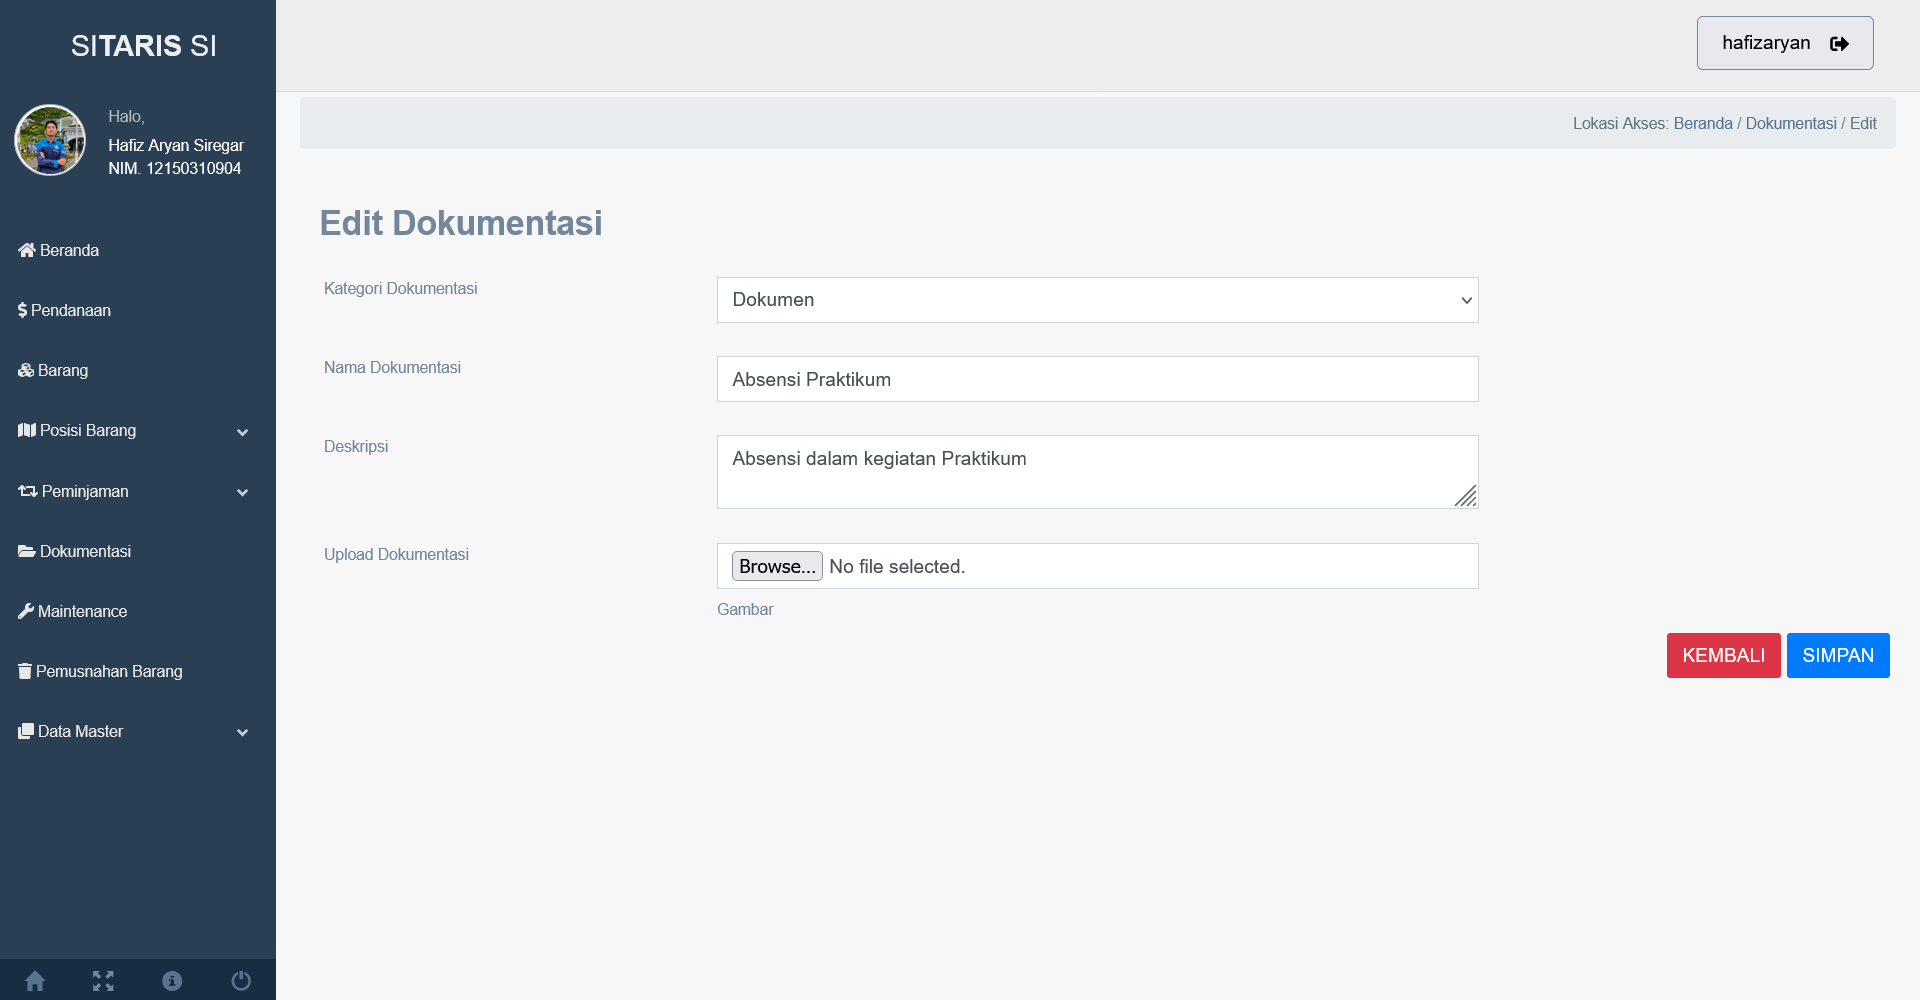 SITARIS SI
Halo,
Hafiz Aryan Siregar
NIM. 12150310904
Beranda
Pendanaan
Barang
Posisi Barang
Peminjaman
Dokumentasi
Maintenance
Pemusnahan Barang
Data Master
hafizaryan
Lokasi Akses: Beranda / Dokumentasi / Edit
Edit Dokumentasi
Kategori Dokumentasi
Dokumen
Nama Dokumentasi
Absensi Praktikum
Deskripsi
Absensi dalam kegiatan Praktikum
Upload Dokumentasi
Browse... No file selected.
Gambar
KEMBALI SIMPAN